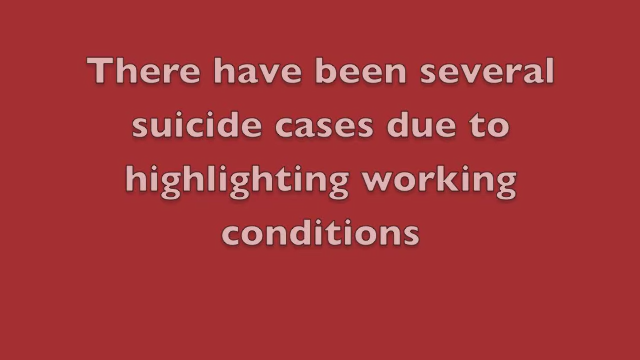 There have been several
suicide cases due to
highlighting working
conditions